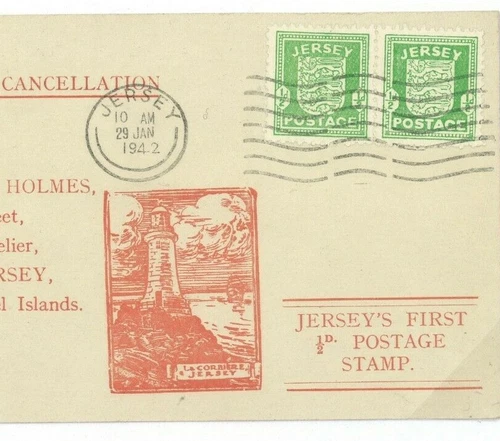 JERSEY
POSTAGE
JERSEY
½ ½
POSTAGE
CANCELLATION
JERSEY
10 AM
29 JAN
1942
HOLMES,
eet,
elier,
RSEY,
el Islands.
LA CORBIÈRE,
JERSEY
JERSEY'S FIRST
½D. POSTAGE
STAMP.